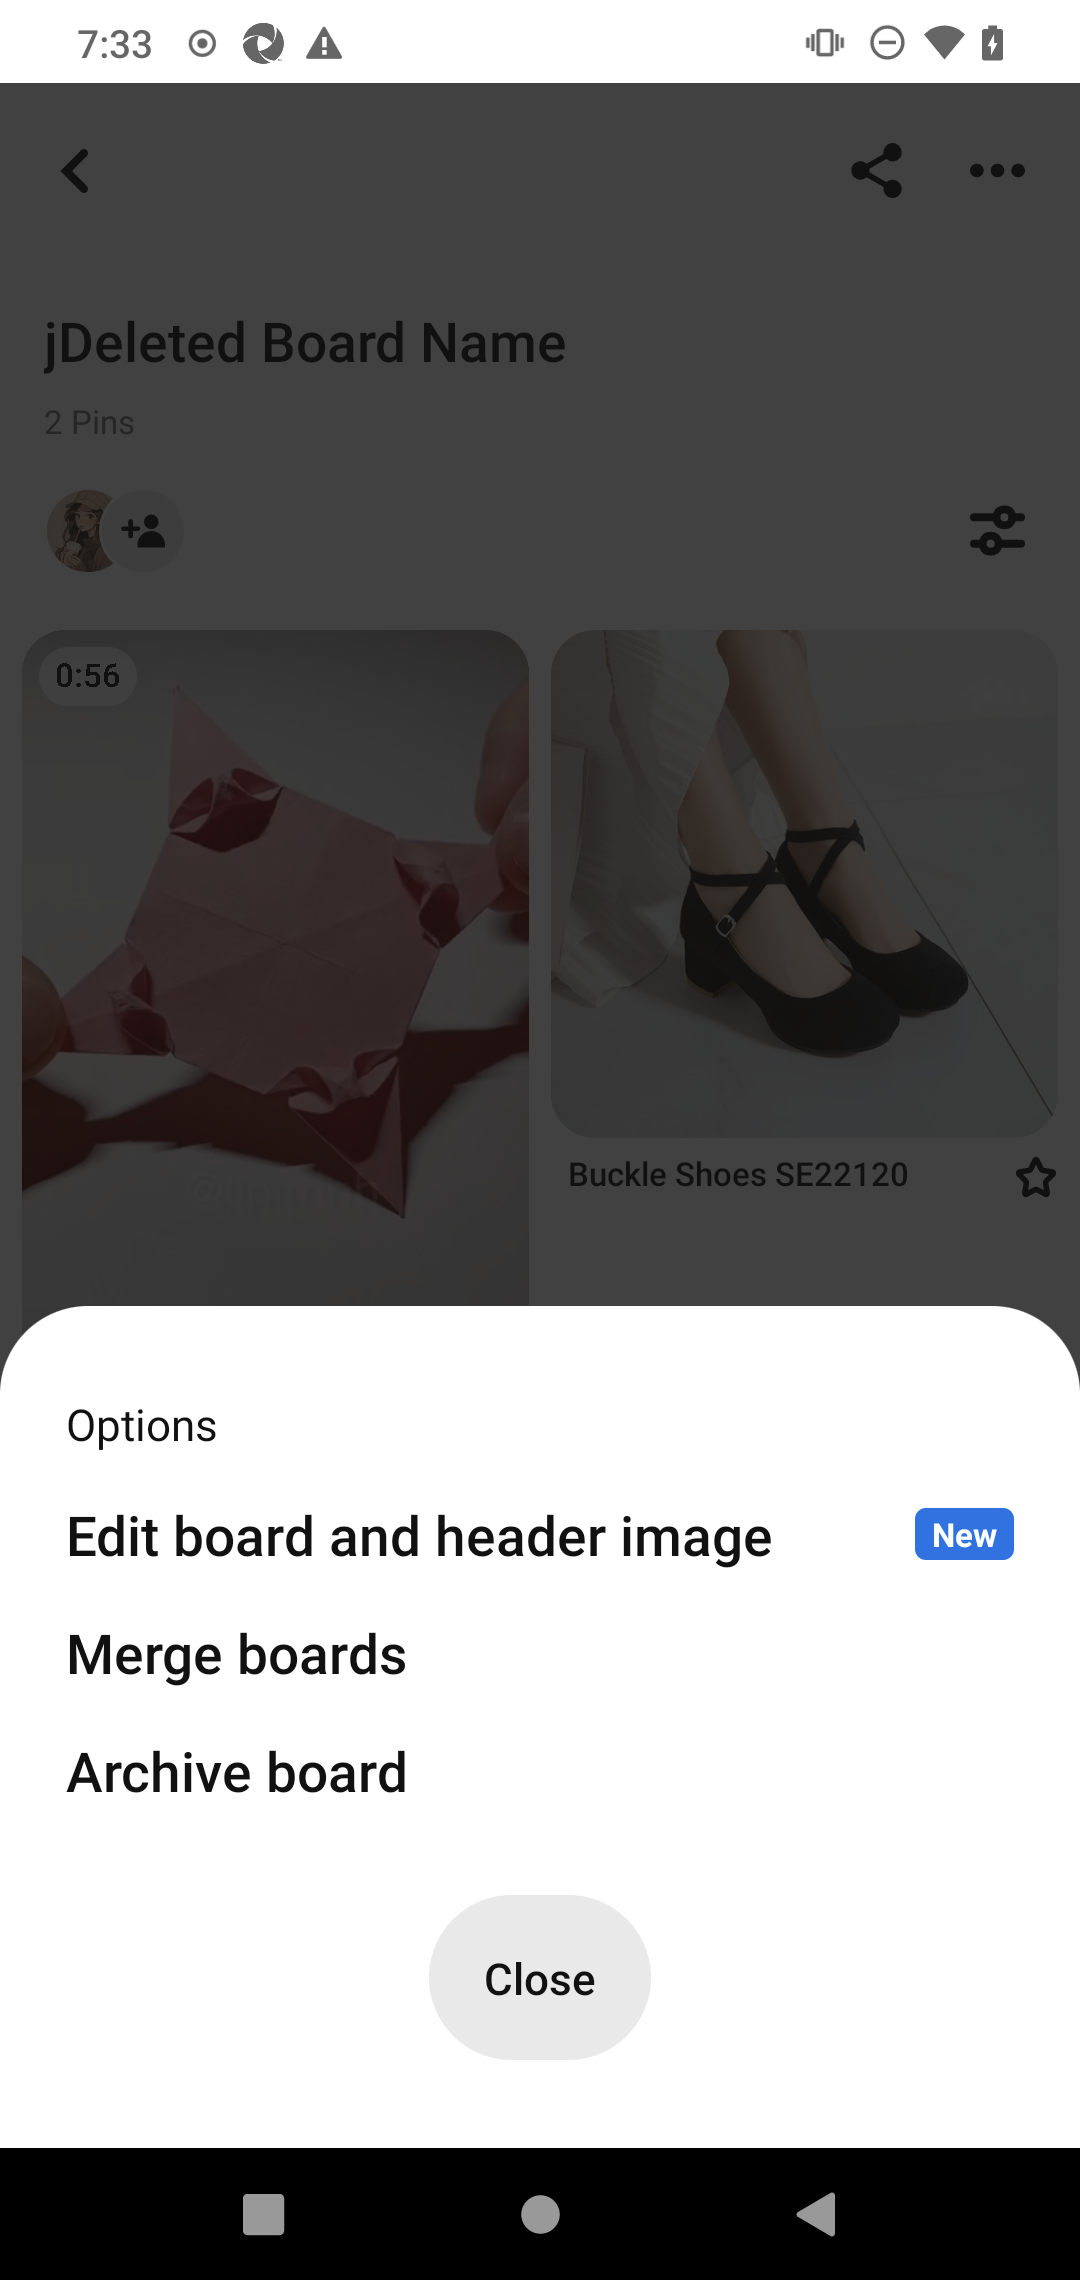 7:33
jDeleted Board Name
2 Pins
0:56
Buckle Shoes SE22120
Options
Edit board and header image New
Merge boards
Archive board
Close